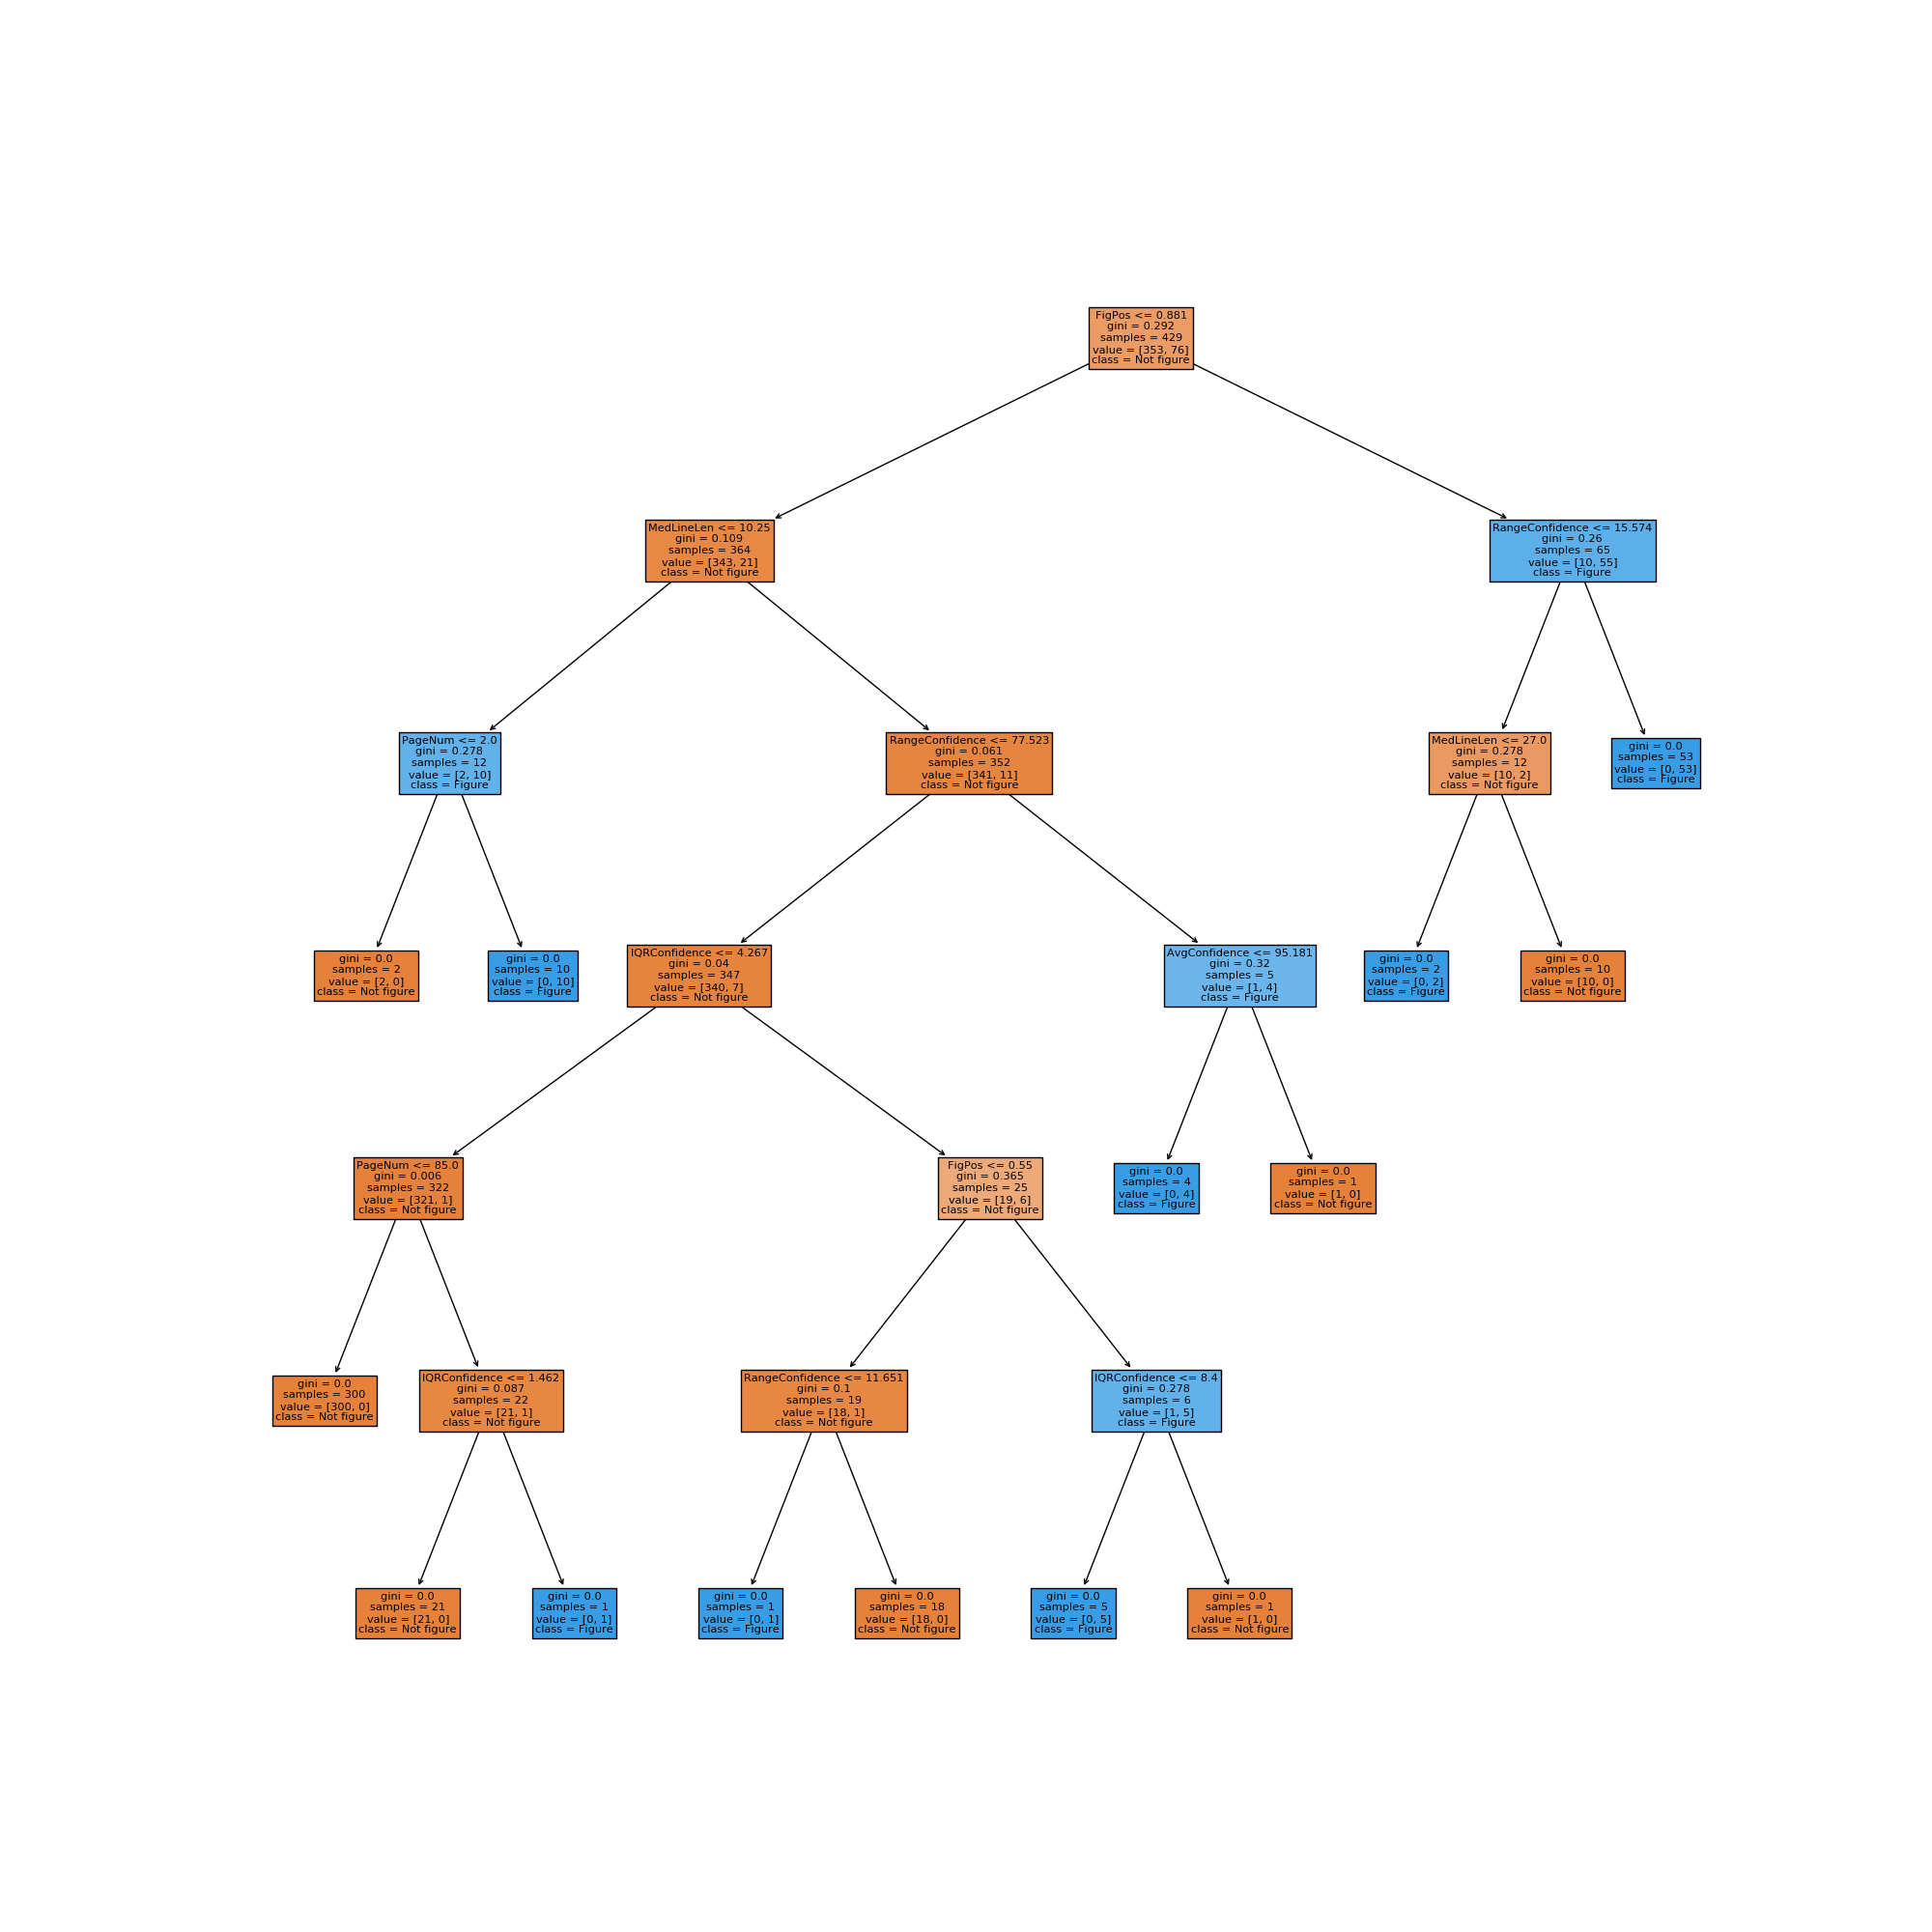 FigPos <= 0.881
gini = 0.292
samples = 429
value = [353, 76]
class = Not figure
MedLineLen <= 10.25
gini = 0.109
samples = 364
value = [343, 21]
class = Not figure
RangeConfidence <= 15.574
gini = 0.26
samples = 65
value = [10, 55]
class = Figure
PageNum <= 2.0
gini = 0.278
samples = 12
value = [2, 10]
class = Figure
RangeConfidence <= 77.523
gini = 0.061
samples = 352
value = [341, 11]
class = Not figure
MedLineLen <= 27.0
gini = 0.278
samples = 12
value = [10, 2]
class = Not figure
gini = 0.0
samples = 53
value = [0, 53]
class = Figure
gini = 0.0
samples = 2
value = [2, 0]
class = Not figure
gini = 0.0
samples = 10
value = [0, 10]
class = Figure
IQRConfidence <= 4.267
gini = 0.04
samples = 347
value = [340, 7]
class = Not figure
AvgConfidence <= 95.181
gini = 0.32
samples = 5
value = [1, 4]
class = Figure
gini = 0.0
samples = 2
value = [0, 2]
class = Figure
gini = 0.0
samples = 10
value = [10, 0]
class = Not figure
PageNum <= 85.0
gini = 0.006
samples = 322
value = [321, 1]
class = Not figure
FigPos <= 0.55
gini = 0.365
samples = 25
value = [19, 6]
class = Not figure
gini = 0.0
samples = 4
value = [0, 4]
class = Figure
gini = 0.0
samples = 1
value = [1, 0]
class = Not figure
gini = 0.0
samples = 300
value = [300, 0]
class = Not figure
IQRConfidence <= 1.462
gini = 0.087
samples = 22
value = [21, 1]
class = Not figure
RangeConfidence <= 11.651
gini = 0.1
samples = 19
value = [18, 1]
class = Not figure
IQRConfidence <= 8.4
gini = 0.278
samples = 6
value = [1, 5]
class = Figure
gini = 0.0
samples = 21
value = [21, 0]
class = Not figure
gini = 0.0
samples = 1
value = [0, 1]
class = Figure
gini = 0.0
samples = 1
value = [0, 1]
class = Figure
gini = 0.0
samples = 18
value = [18, 0]
class = Not figure
gini = 0.0
samples = 5
value = [0, 5]
class = Figure
gini = 0.0
samples = 1
value = [1, 0]
class = Not figure